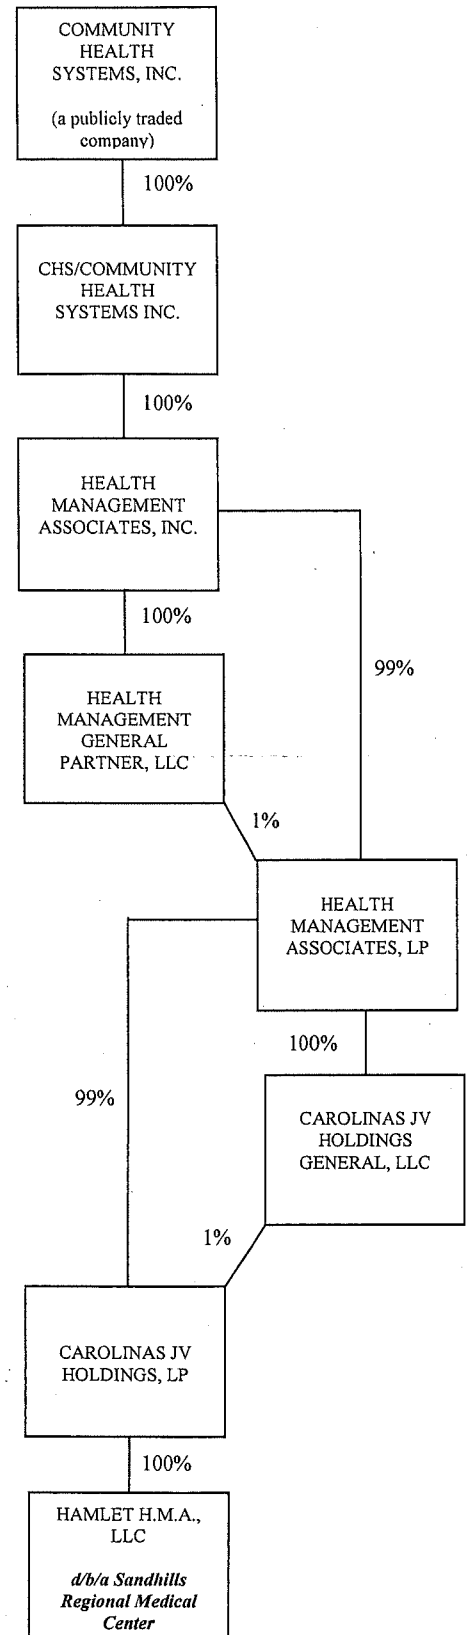 COMMUNITY
HEALTH
SYSTEMS, INC.
(a publicly traded
company)
100%
CHS/COMMUNITY
HEALTH
SYSTEMS INC.
100%
HEALTH
MANAGEMENT
ASSOCIATES, INC.
100%
99%
HEALTH
MANAGEMENT
GENERAL
PARTNER, LLC
1%
HEALTH
MANAGEMENT
ASSOCIATES, LP
100%
99%
CAROLINAS JV
HOLDINGS
GENERAL, LLC
1%
CAROLINAS JV
HOLDINGS, LP
100%
HAMLET H.M.A.,
LLC
d/b/a Sandhills
Regional Medical
Center